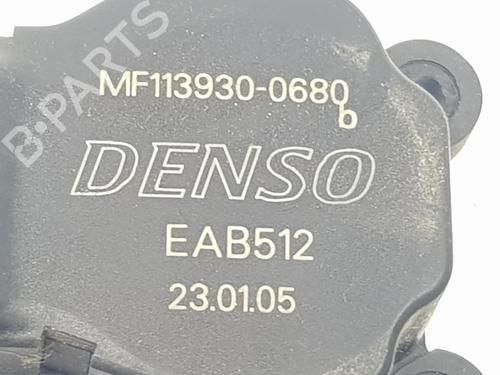 MF113930-0680
b
DENSO
EAB512
23.01.05
B-PARTS